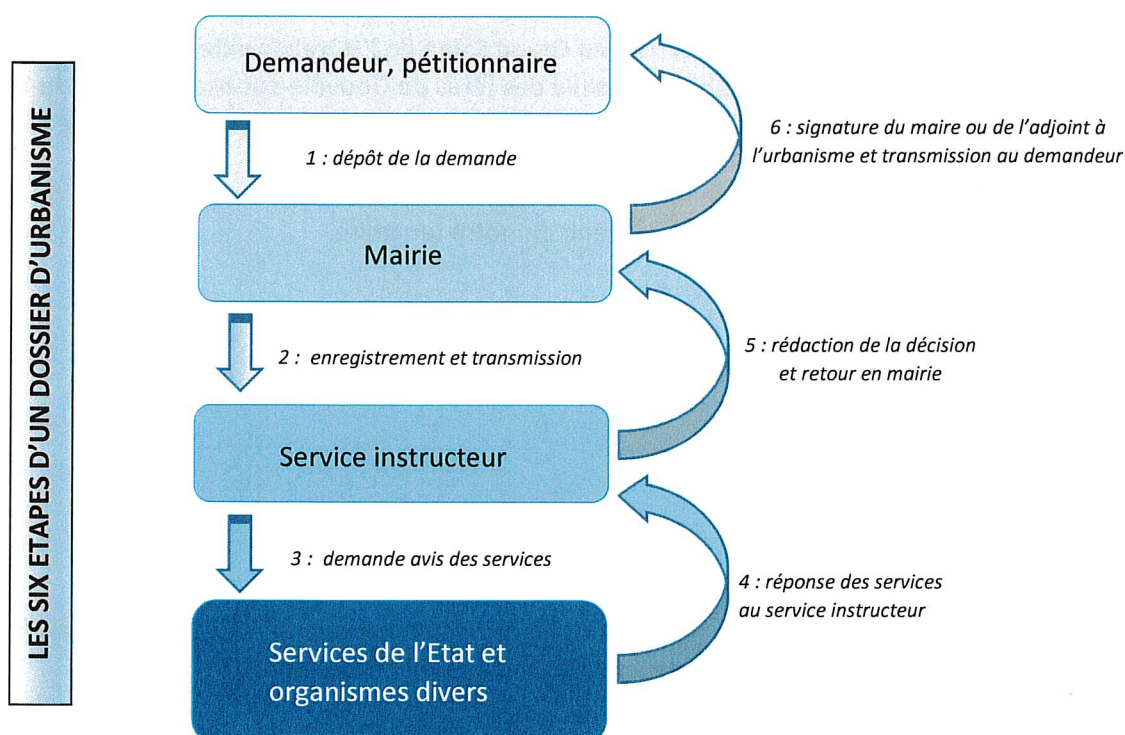 LES SIX ETAPES D'UN DOSSIER D'URBANISME
Demandeur, pétitionnaire
1 : dépôt de la demande
6 : signature du maire ou de l'adjoint à
l'urbanisme et transmission au demandeur
Mairie
2 : enregistrement et transmission
5 : rédaction de la décision
et retour en mairie
Service instructeur
3 : demande avis des services
4 : réponse des services
au service instructeur
Services de l'Etat et
organismes divers